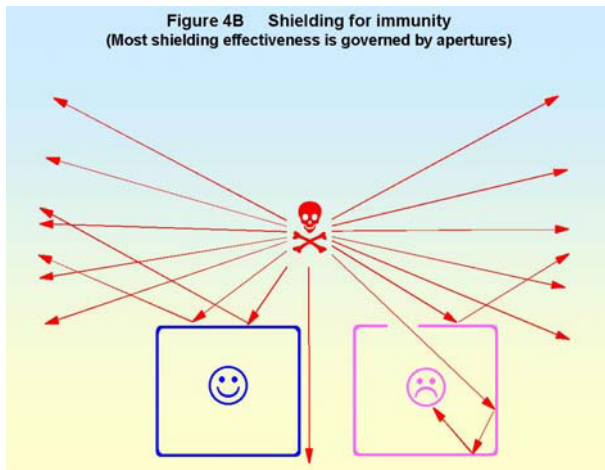 Figure 4B Shielding for immunity
(Most shielding effectiveness is governed by apertures)